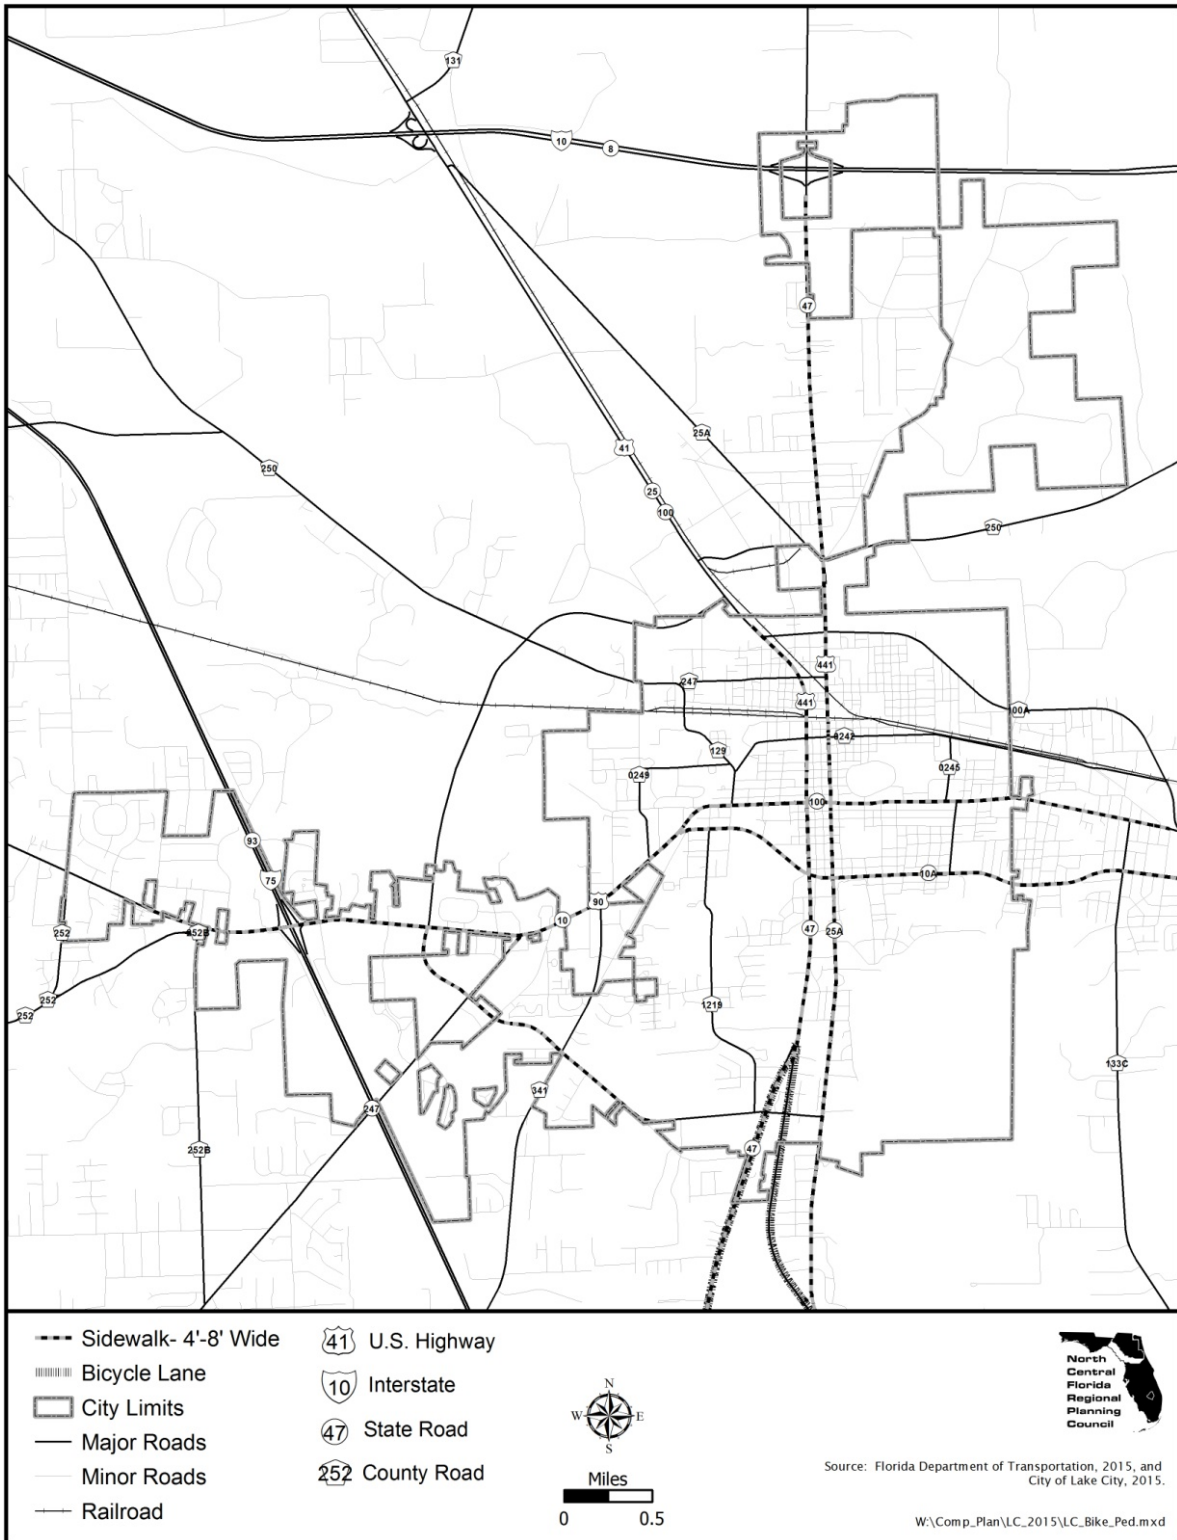 131
10
8
47
25A
41
25
100
250
250
441
247
441
100A
129
0242
0249
0245
100
93
75
10A
90
10
252
252B
47
25A
252
252
1219
133C
341
247
252B
47
Sidewalk- 4'-8' Wide
Bicycle Lane
City Limits
Major Roads
Minor Roads
Railroad
41 U.S. Highway
10 Interstate
47 State Road
252 County Road
N
W E
S
Miles
0 0.5
North
Central
Florida
Regional
Planning
Council
Source: Florida Department of Transportation, 2015, and
City of Lake City, 2015.
W:\Comp_Plan\LC_2015\LC_Bike_Ped.mxd